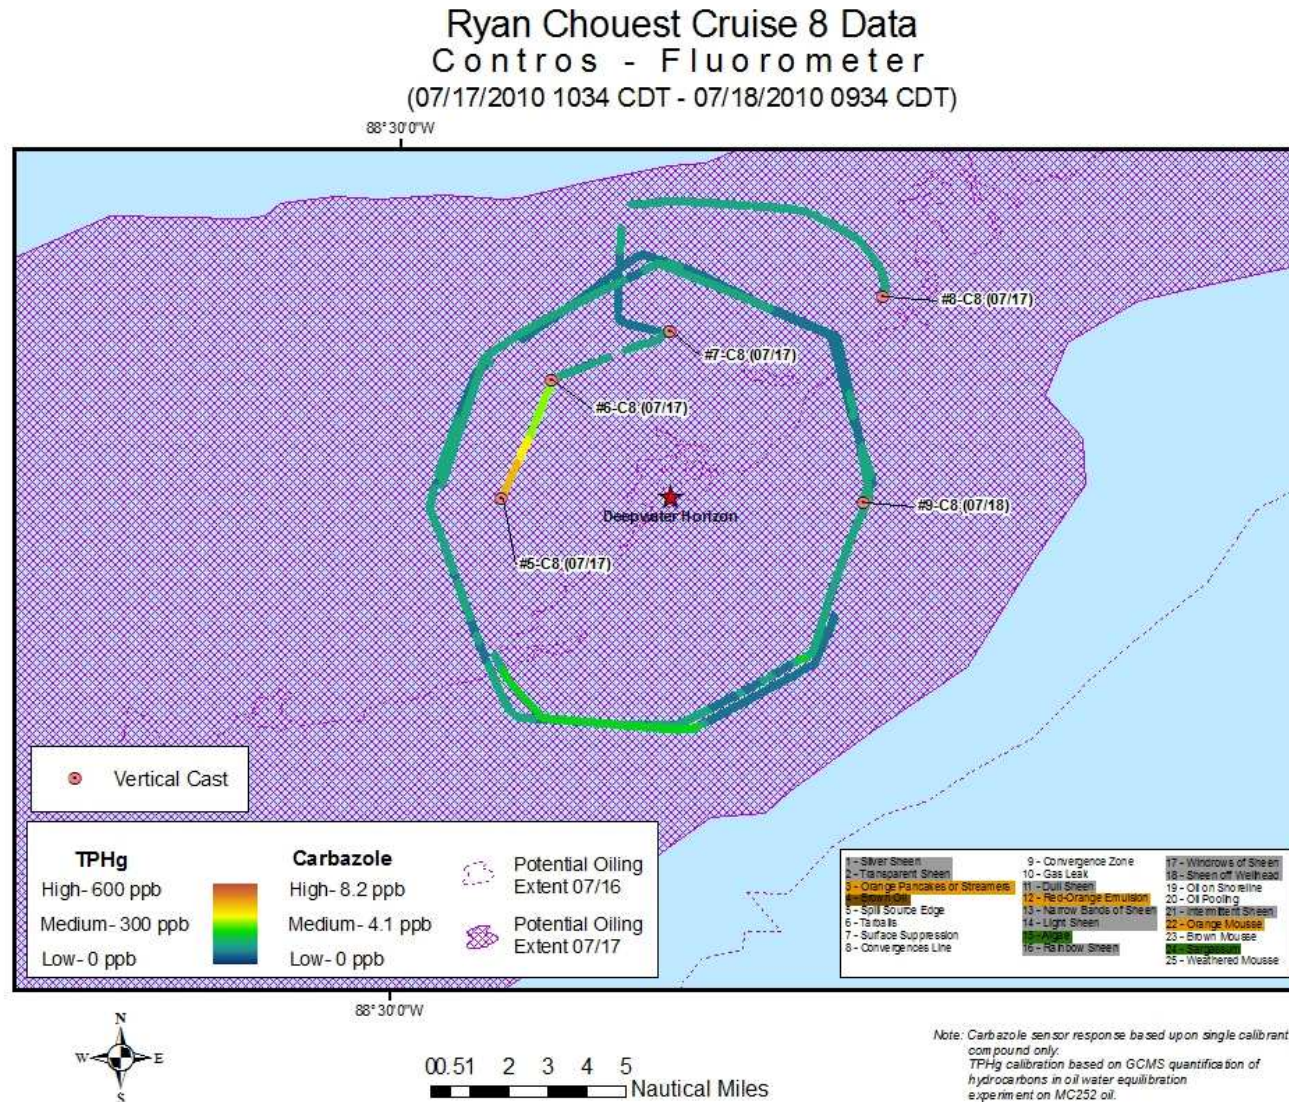 Ryan Chouest Cruise 8 Data
Contros - Fluorometer
(07/17/2010 1034 CDT - 07/18/2010 0934 CDT)
88°30'0"W
#8-C8 (07/17)
#7-C8 (07/17)
#6-C8 (07/17)
Deepwater Horizon
#9-C8 (07/18)
#5-C8 (07/17)
Vertical Cast
TPHg
High- 600 ppb
Medium- 300 ppb
Low- 0 ppb
Carbazole
High- 8.2 ppb
Medium- 4.1 ppb
Low- 0 ppb
Potential Oiling
Extent 07/16
Potential Oiling
Extent 07/17
1 - Silver Sheen
2 - Transparent Sheen
3 - Orange Pancakes or Streamers
4 - Brown Oil
5 - Spill Source Edge
6 - Tarballs
7 - Surface Suppression
8 - Convergences Line
9 - Convergence Zone
10 - Gas Leak
11 - Dull Sheen
12 - Red-Orange Emulsion
13 - Narrow Bands of Sheen
14 - Light Sheen
15 - Algae
16 - Rainbow Sheen
17 - Windrows of Sheen
18 - Sheen off Wellhead
19 - Oil on Shoreline
20 - Oil Pooling
21 - Intermittent Sheen
22 - Orange Mousse
23 - Brown Mousse
24 - Sargassum
25 - Weathered Mousse
88°30'0"W
N
W E
S
0 0.5 1 2 3 4 5
Nautical Miles
Note: Carbazole sensor response based upon single calibrant
compound only.
TPHg calibration based on GCMS quantification of
hydrocarbons in oil water equilibration
experiment on MC252 oil.